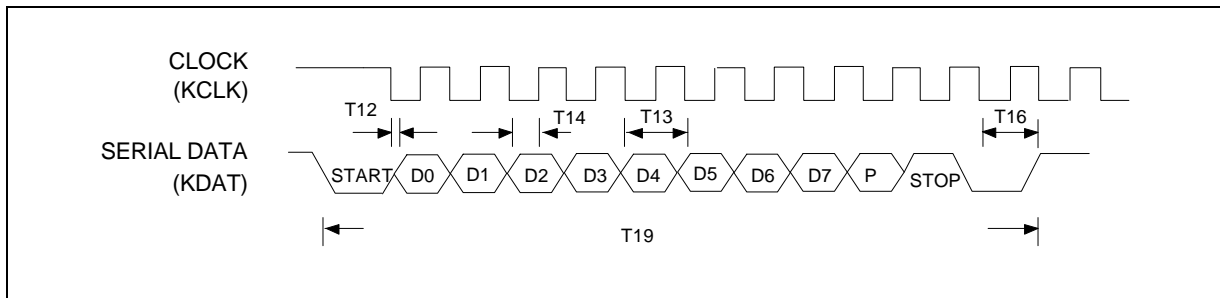 CLOCK
(KCLK)
T12
T14
T13
T16
SERIAL DATA
(KDAT)
START
D0
D1
D2
D3
D4
D5
D6
D7
P
STOP
T19